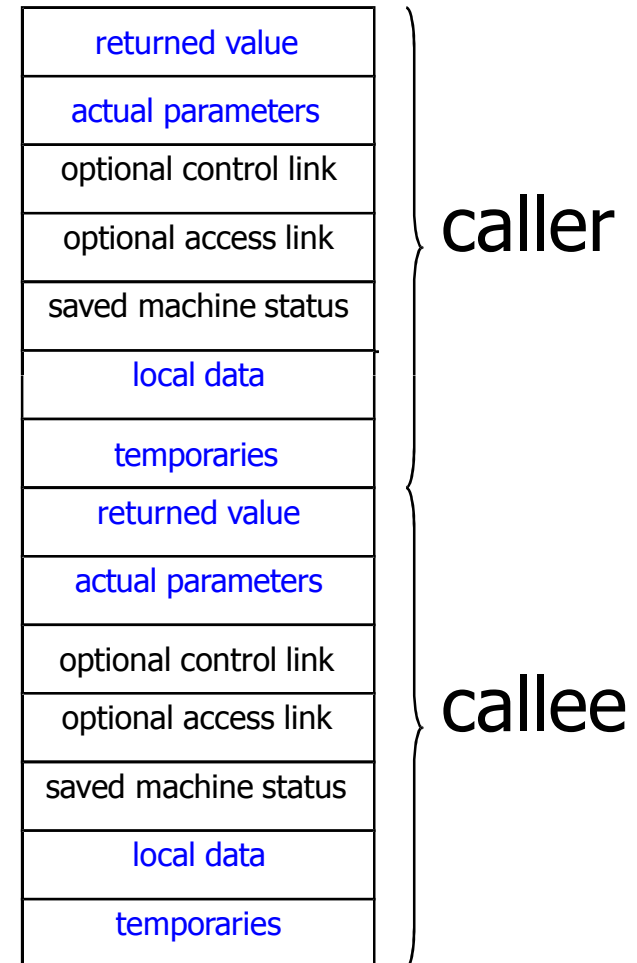 returned value
actual parameters
optional control link
optional access link
saved machine status
local data
temporaries
caller
returned value
actual parameters
optional control link
optional access link
saved machine status
local data
temporaries
callee